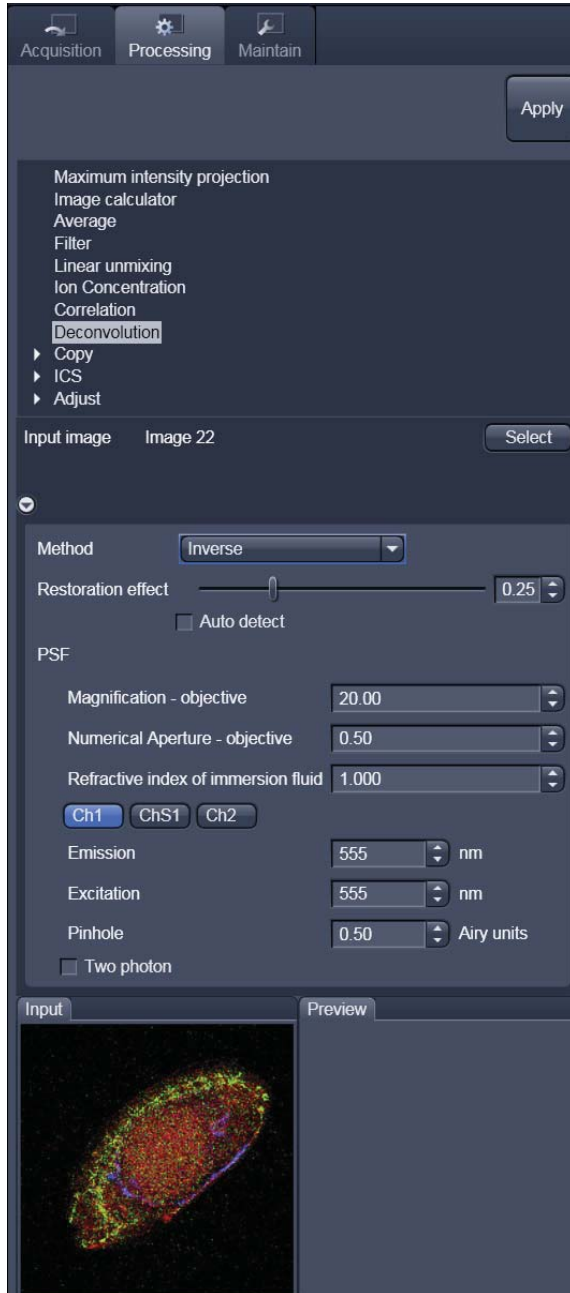 Acquisition Processing Maintain
Apply
Maximum intensity projection
Image calculator
Average
Filter
Linear unmixing
Ion Concentration
Correlation
Deconvolution
Copy
ICS
Adjust
Input image Image 22 Select
Method Inverse
Restoration effect 0.25
Auto detect
PSF
Magnification - objective 20.00
Numerical Aperture - objective 0.50
Refractive index of immersion fluid 1.000
Ch1 ChS1 Ch2
Emission 555 nm
Excitation 555 nm
Pinhole 0.50 Airy units
Two photon
Input Preview